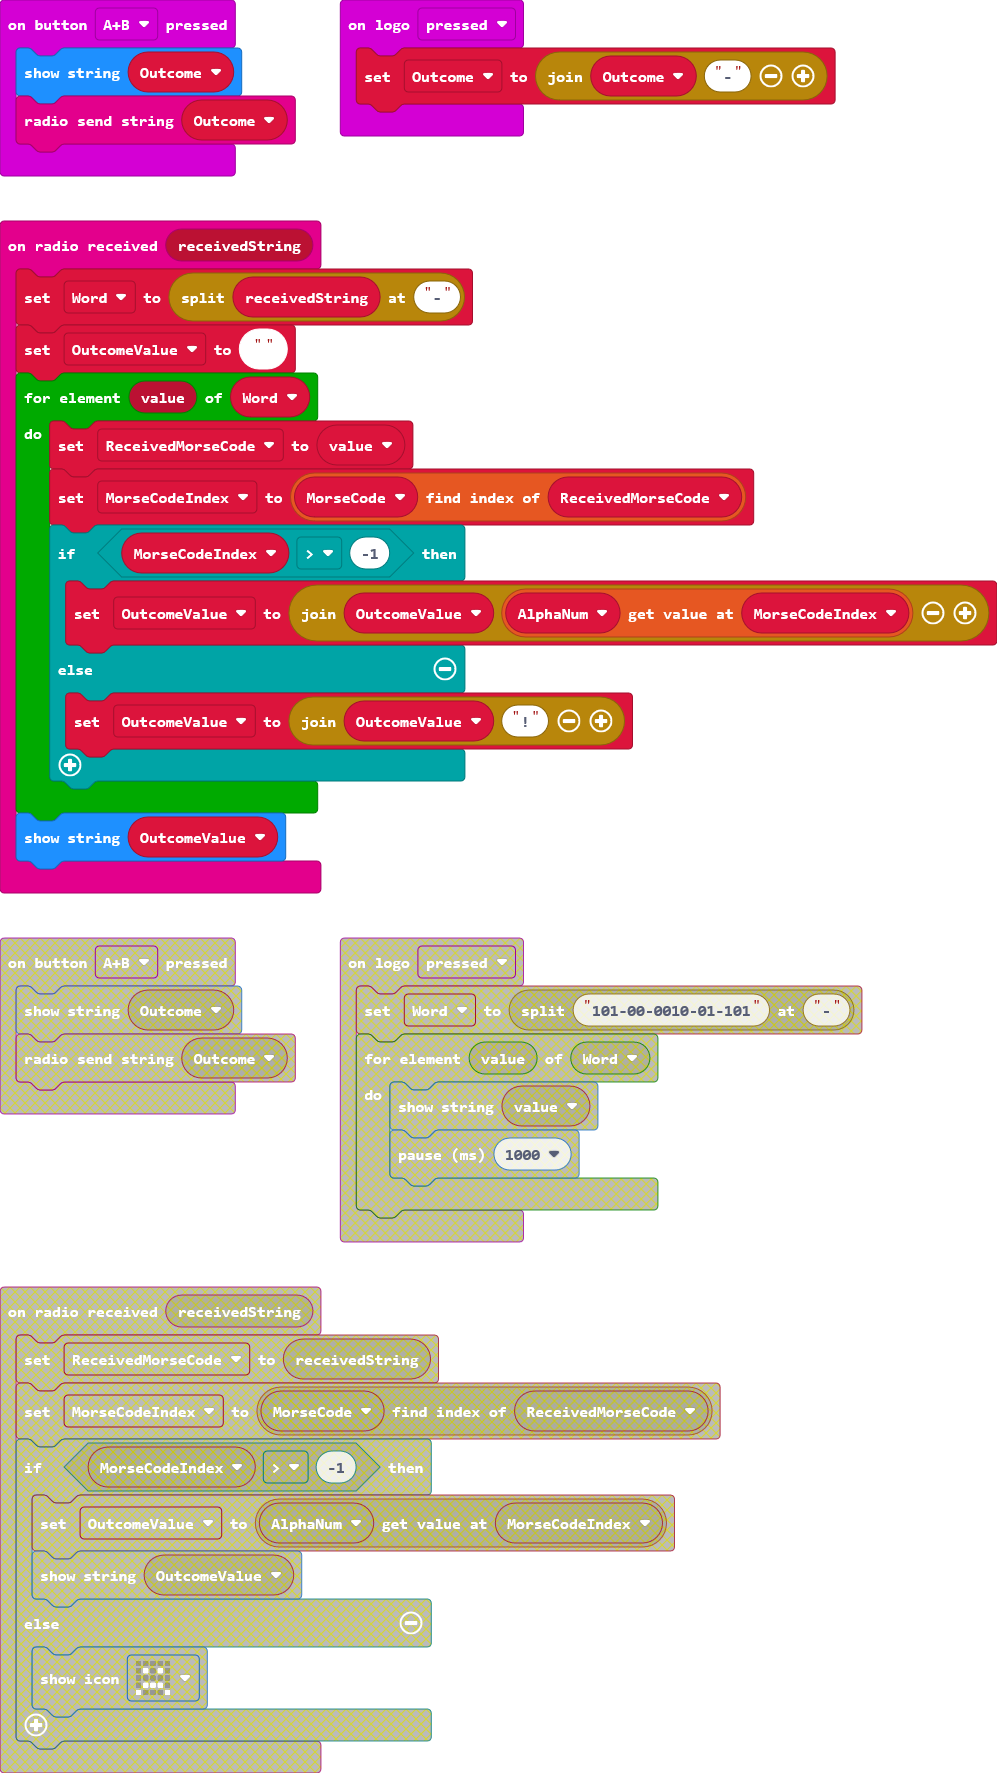 on button A+B pressed
show string Outcome
radio send string Outcome
on logo pressed
set Outcome to join Outcome "-"
on radio received receivedString
set Word to split receivedString at "-"
set OutcomeValue to " "
for element value of Word
do
set ReceivedMorseCode to value
set MorseCodeIndex to MorseCode find index of ReceivedMorseCode
if MorseCodeIndex > -1 then
set OutcomeValue to join OutcomeValue AlphaNum get value at MorseCodeIndex
else
set OutcomeValue to join OutcomeValue "!"
show string OutcomeValue
on button A+B pressed
show string Outcome
radio send string Outcome
on logo pressed
set Word to split "101-00-0010-01-101" at "-"
for element value of Word
do
show string value
pause (ms) 1000
on radio received receivedString
set ReceivedMorseCode to receivedString
set MorseCodeIndex to MorseCode find index of ReceivedMorseCode
if MorseCodeIndex > -1 then
set OutcomeValue to AlphaNum get value at MorseCodeIndex
show string OutcomeValue
else
show icon